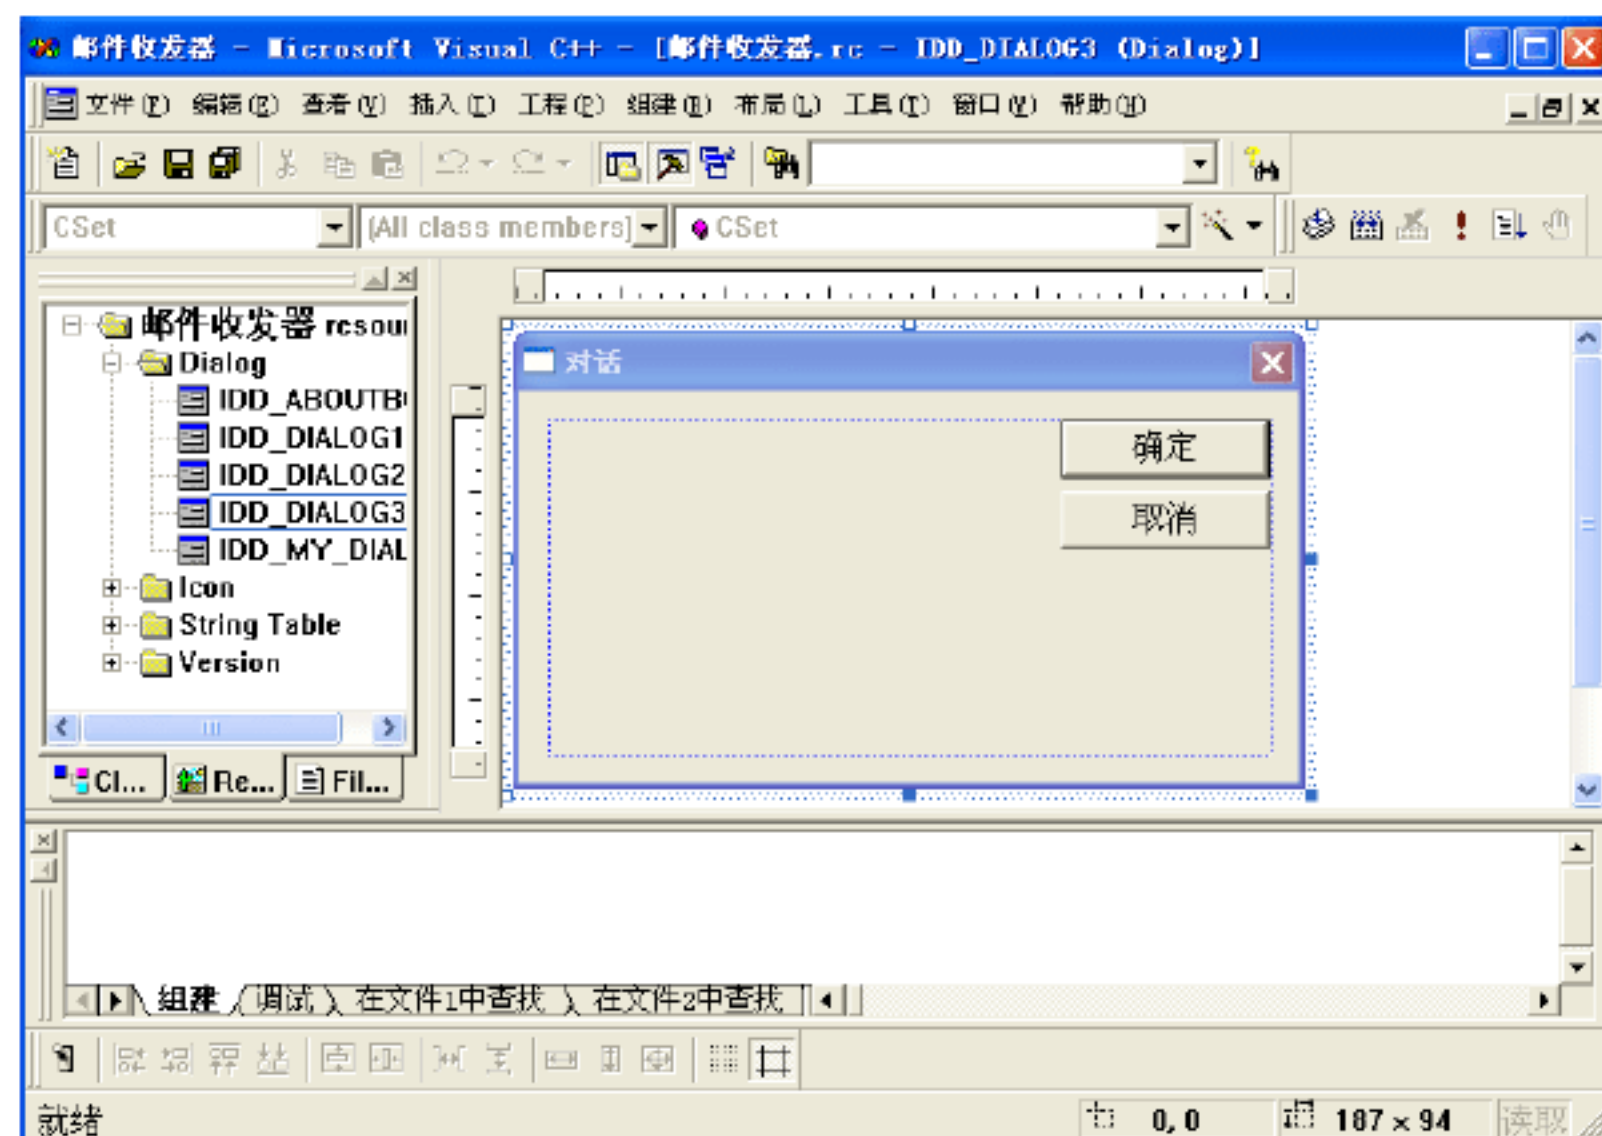 邮件收发器 - Microsoft Visual C++ - [邮件收发器.rc - IDD_DIALOG3 (Dialog)]
文件(F) 编辑(E) 查看(V) 插入(I) 工程(P) 组建(B) 布局(L) 工具(T) 窗口(W) 帮助(H)
CSet (All class members) CSet
邮件收发器 resour
Dialog
IDD_ABOUTB
IDD_DIALOG1
IDD_DIALOG2
IDD_DIALOG3
IDD_MY_DIAL
Icon
String Table
Version
Cl... Re... Fil...
对话
确定
取消
组建 调试 在文件1中查找 在文件2中查找
就绪 0, 0 187 × 94 读取